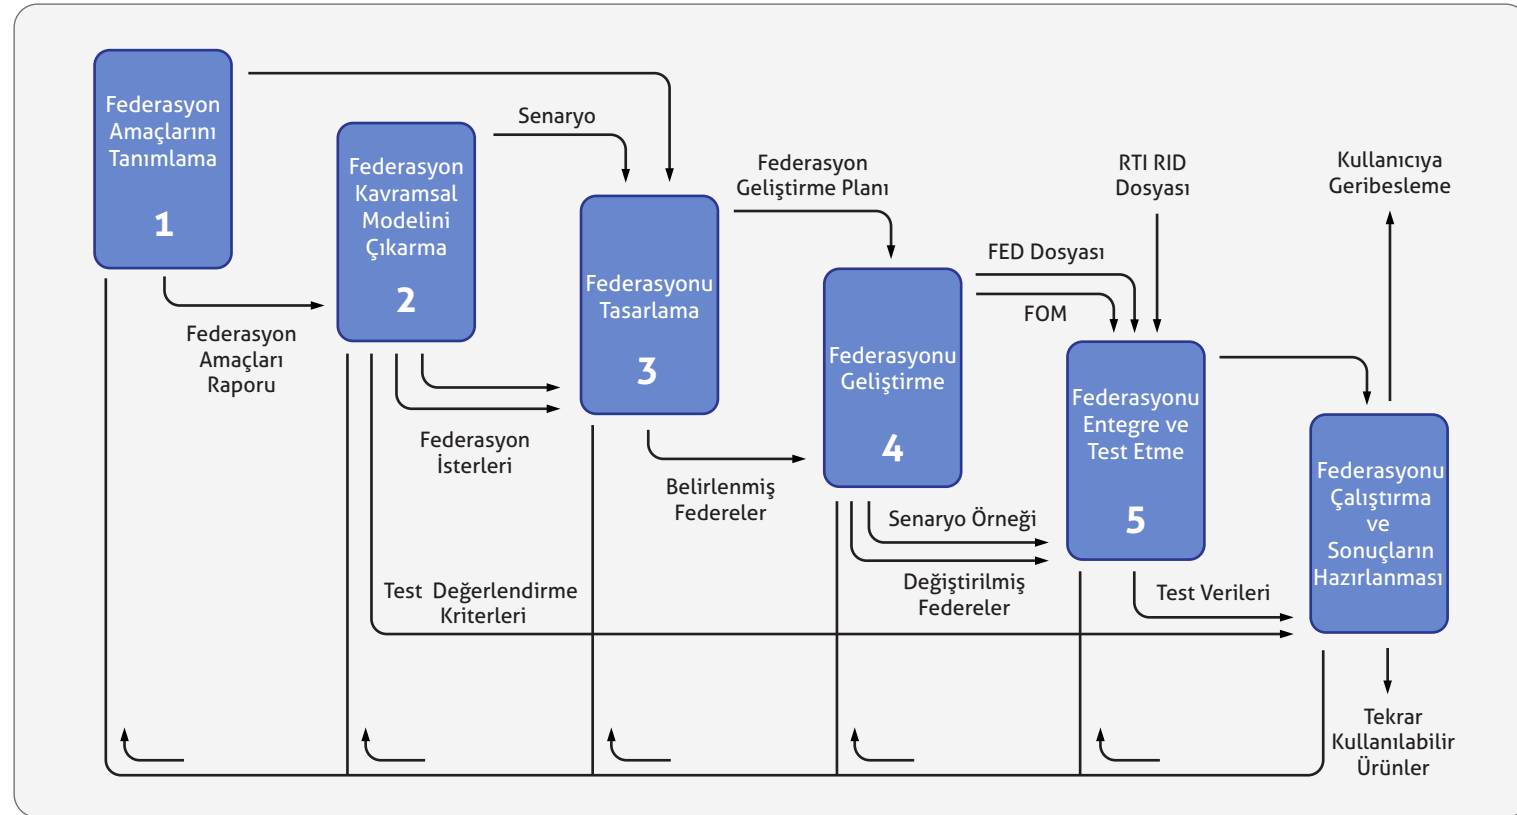 Federasyon
Amaçlarını
Tanımlama
1
Federasyon
Amaçları
Raporu
Federasyon
Kavramsal
Modelini
Çıkarma
2
Senaryo
Federasyon
İsterleri
Test  Değerlendirme
Kriterleri
Federasyonu
Tasarlama
3
Federasyon
Geliştirme Planı
Belirlenmiş
Federeler
Federasyonu
Geliştirme
4
FED Dosyası
FOM
Senaryo Örneği
Değiştirilmiş
Federeler
RTI RID
Dosyası
Federasyonu
Entegre ve
Test Etme
5
Test Verileri
Kullanıcıya
Geribesleme
Federasyonu
Çalıştırma
ve
Sonuçların
Hazırlanması
Tekrar
Kullanılabilir
Ürünler